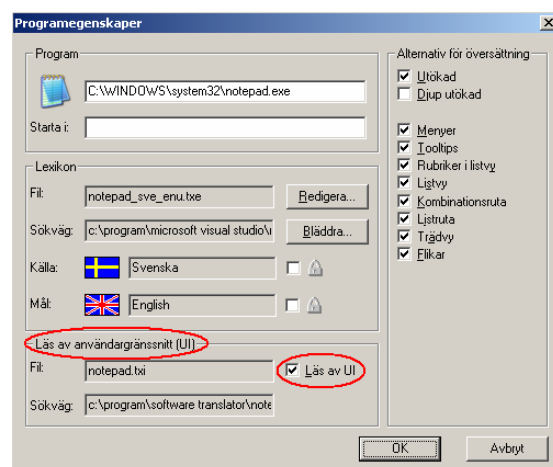 Programegenskaper
Program
C:\WINDOWS\system32\notepad.exe
Starta i:
Lexikon
Fil:
notepad_sve_enu.txe
Redigera...
Sökväg:
c:\program\microsoft visual studio\
Bläddra...
Källa:
Svenska
Mål:
English
Läs av användargränssnitt (UI)
Fil:
notepad.txi
Läs av UI
Sökväg:
c:\program\software translator\note
Alternativ för översättning
Utökad
Djup utökad
Menyer
Tooltips
Rubriker i listvy
Listvy
Kombinationsruta
Listruta
Trädvy
Flikar
OK
Avbryt